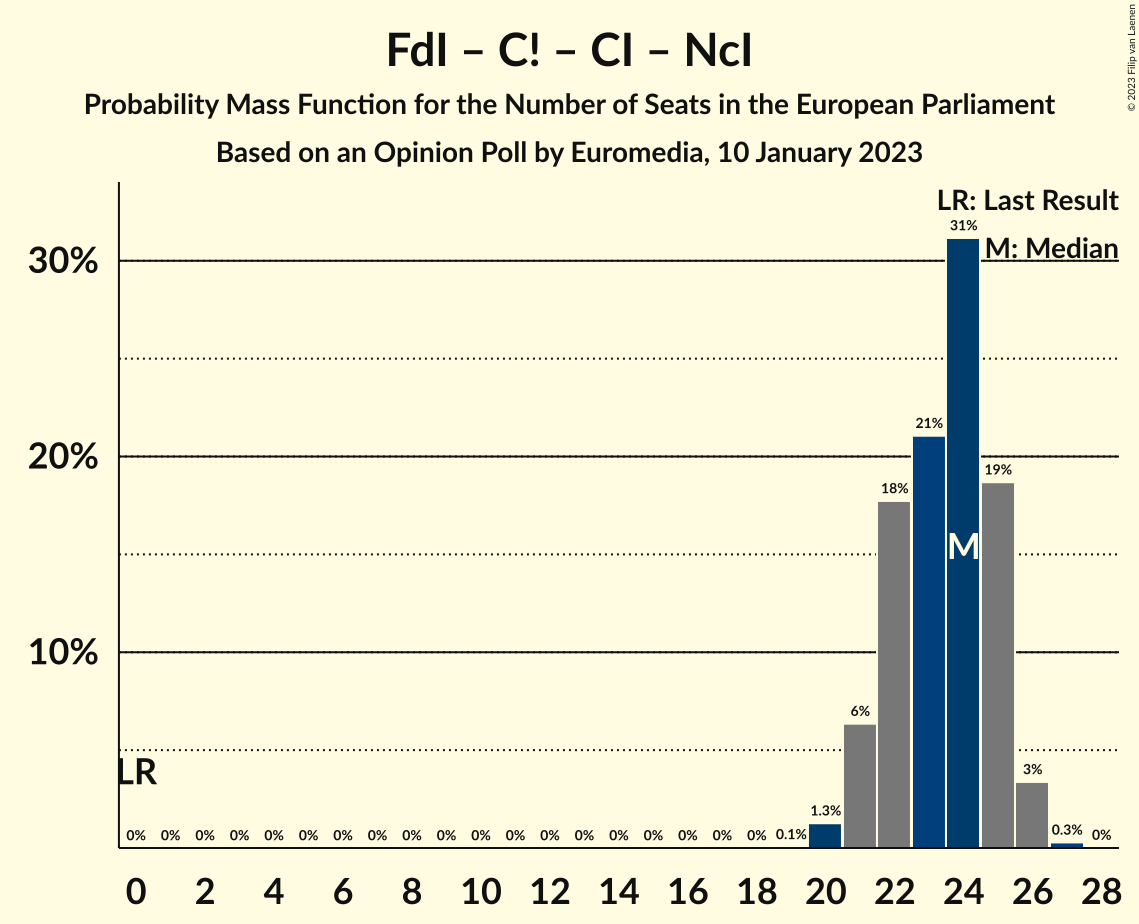 FdI – C! – CI – NcI
Probability Mass Function for the Number of Seats in the European Parliament
Based on an Opinion Poll by Euromedia, 10 January 2023
© 2023 Filip van Laenen
LR: Last Result
M: Median
30%
20%
10%
31%
21%
19%
18%
M
6%
LR
3%
1.3%
0% 0% 0% 0% 0% 0% 0% 0% 0% 0% 0% 0% 0% 0% 0% 0% 0% 0% 0% 0.1% 0.3% 0%
0 2 4 6 8 10 12 14 16 18 20 22 24 26 28